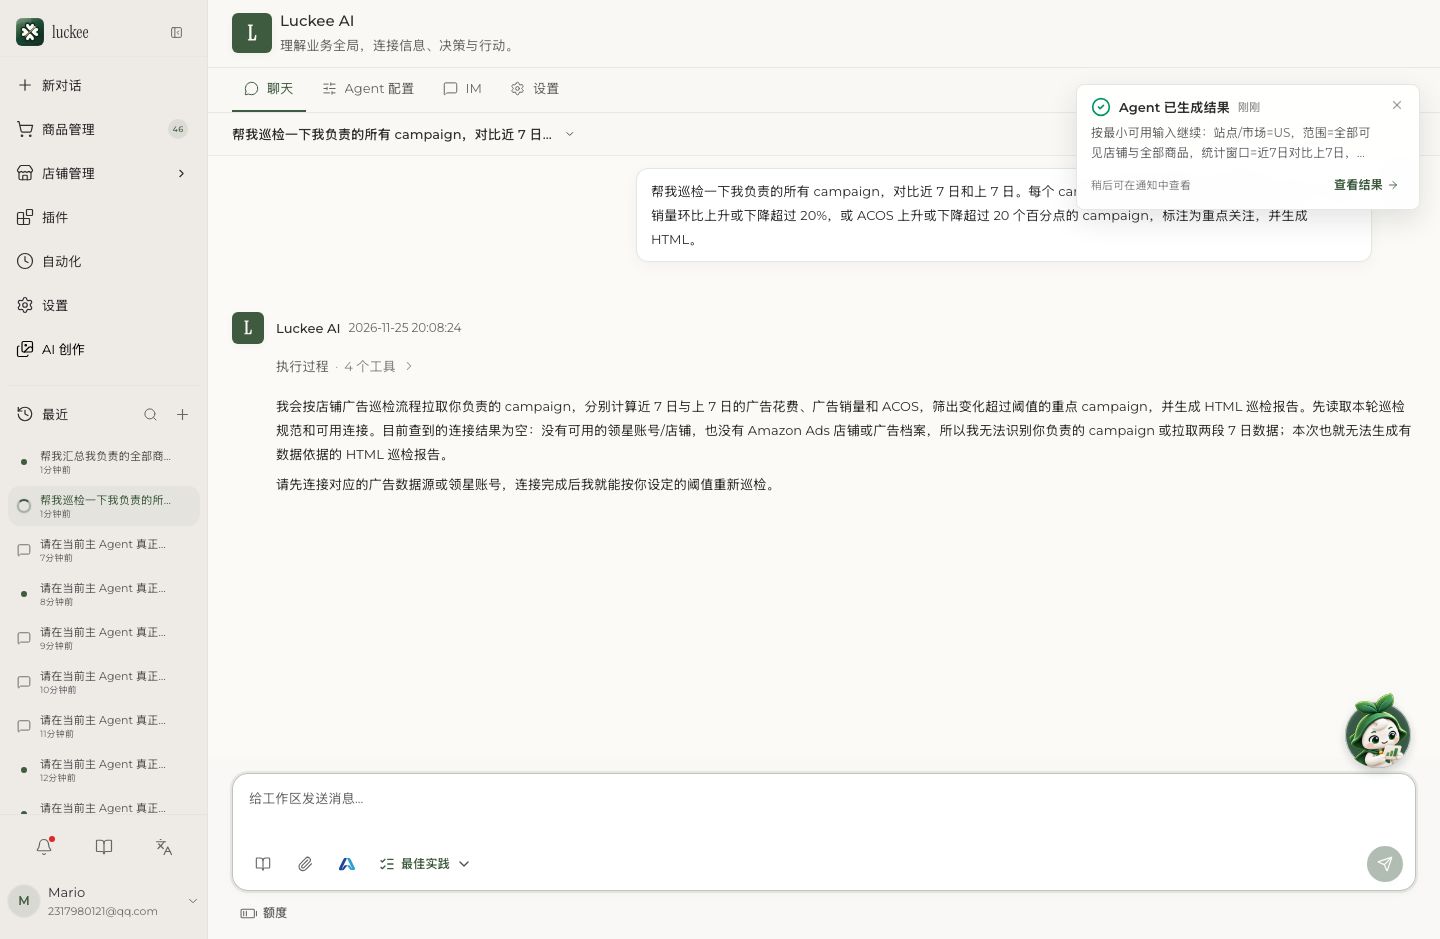 luckee
新对话
商品管理
46
店铺管理
插件
自动化
设置
AI 创作
最近
帮我汇总我负责的全部商...
1分钟前
帮我巡检一下我负责的所...
1分钟前
请在当前主 Agent 真正...
7分钟前
请在当前主 Agent 真正...
8分钟前
请在当前主 Agent 真正...
9分钟前
请在当前主 Agent 真正...
10分钟前
请在当前主 Agent 真正...
11分钟前
请在当前主 Agent 真正...
12分钟前
请在当前主 Agent 真正...
M
Mario
2317980121@qq.com
L
Luckee AI
理解业务全局，连接信息、决策与行动。
聊天
Agent 配置
IM
设置
帮我巡检一下我负责的所有 campaign，对比近 7 日...
Agent 已生成结果 刚刚
按最小可用输入继续：站点/市场=US，范围=全部可
见店铺与全部商品，统计窗口=近7日对比上7日，...
稍后可在通知中查看
查看结果
帮我巡检一下我负责的所有 campaign，对比近 7 日和上 7 日。每个 cam
销量环比上升或下降超过 20%，或 ACOS 上升或下降超过 20 个百分点的 campaign，标注为重点关注，并生成
HTML。
L
Luckee AI 2026-11-25 20:08:24
执行过程 · 4 个工具
我会按店铺广告巡检流程拉取你负责的 campaign，分别计算近 7 日与上 7 日的广告花费、广告销量和 ACOS，筛出变化超过阈值的重点 campaign，并生成 HTML 巡检报告。先读取本轮巡检
规范和可用连接。目前查到的连接结果为空：没有可用的领星账号/店铺，也没有 Amazon Ads 店铺或广告档案，所以我无法识别你负责的 campaign 或拉取两段 7 日数据；本次也就无法生成有
数据依据的 HTML 巡检报告。
请先连接对应的广告数据源或领星账号，连接完成后我就能按你设定的阈值重新巡检。
给工作区发送消息...
最佳实践
额度